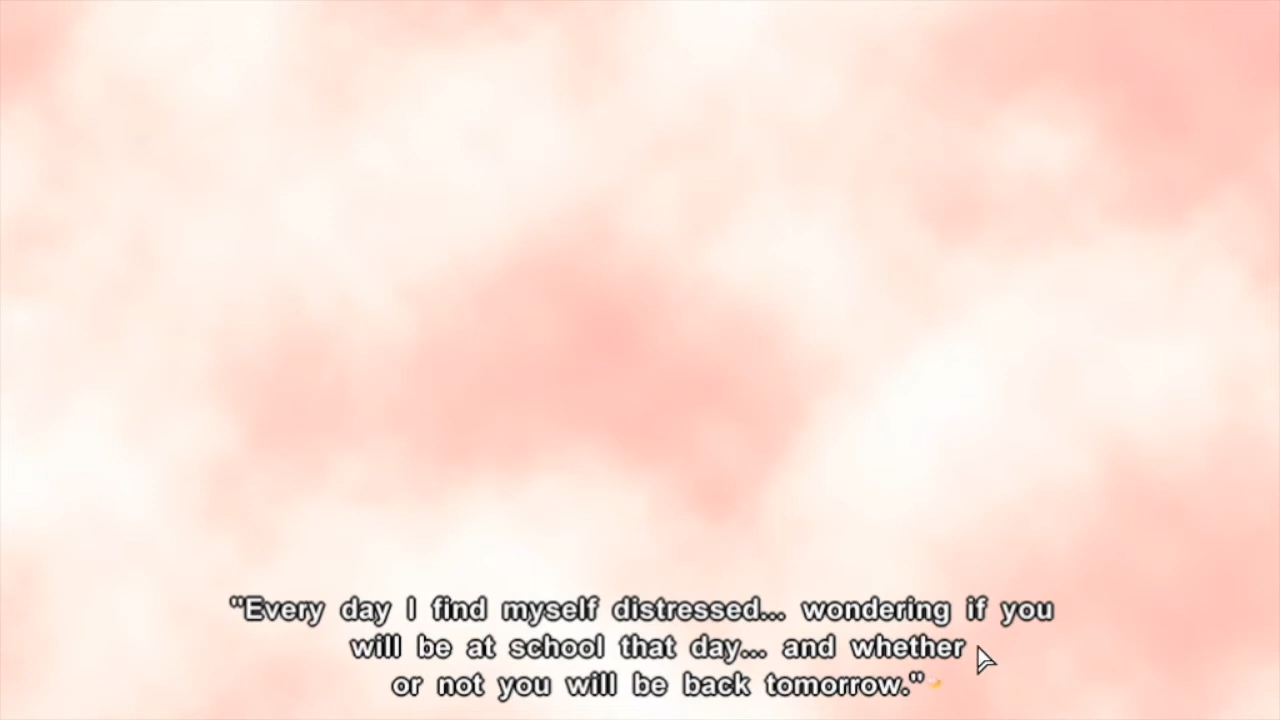 "Every day I find myself distressed... wondering if you
will be at school that day... and whether
or not you will be back tomorrow."